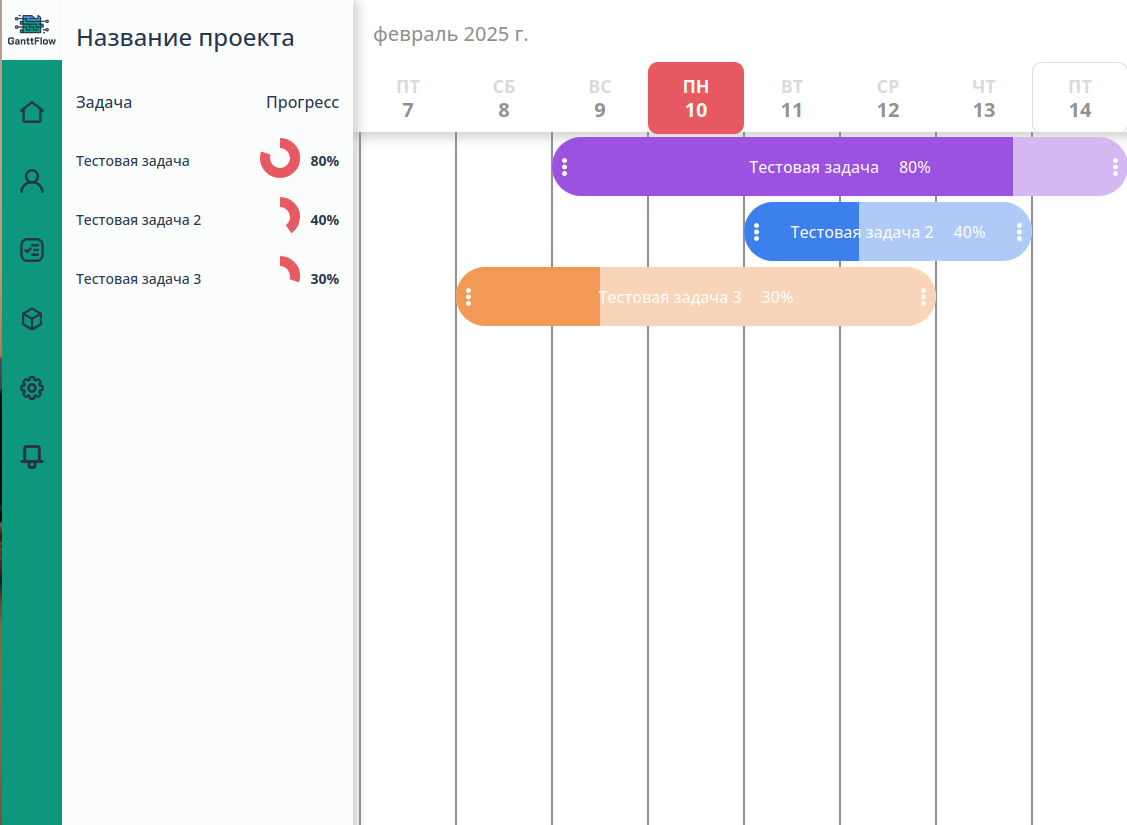 GanttFlow
Название проекта
Задача Прогресс
Тестовая задача 80%
Тестовая задача 2 40%
Тестовая задача 3 30%
февраль 2025 г.
ПТ СБ ВС ПН ВТ СР ЧТ ПТ
7 8 9 10 11 12 13 14
Тестовая задача 80%
Тестовая задача 2 40%
Тестовая задача 3 30%